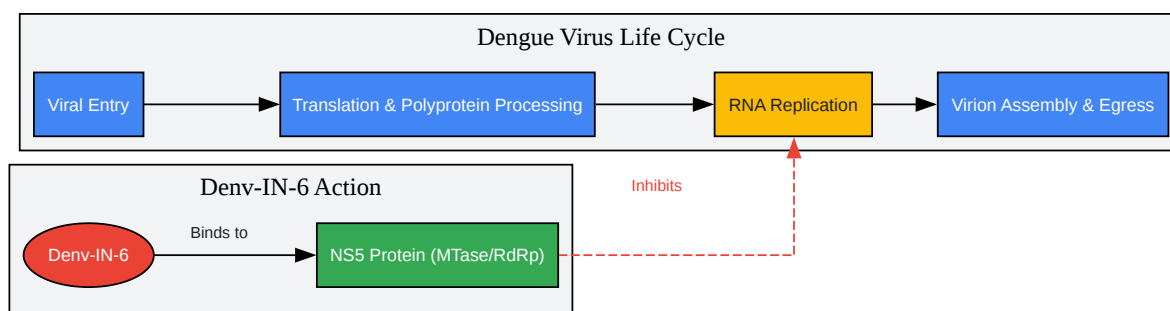 Dengue Virus Life Cycle
Viral Entry
Translation & Polyprotein Processing
RNA Replication
Virion Assembly & Egress
Denv-IN-6 Action
Inhibits
Binds to
Denv-IN-6
NS5 Protein (MTase/RdRp)